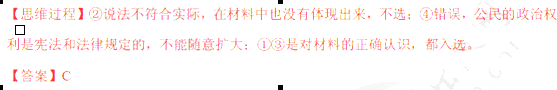 【思维过程】②说法不符合实际，在材料中也没有体现出来，不选；④错误，公民的政治权
利是宪法和法律规定的，不能随意扩大；①③是对材料的正确认识，都入选。
【答案】C